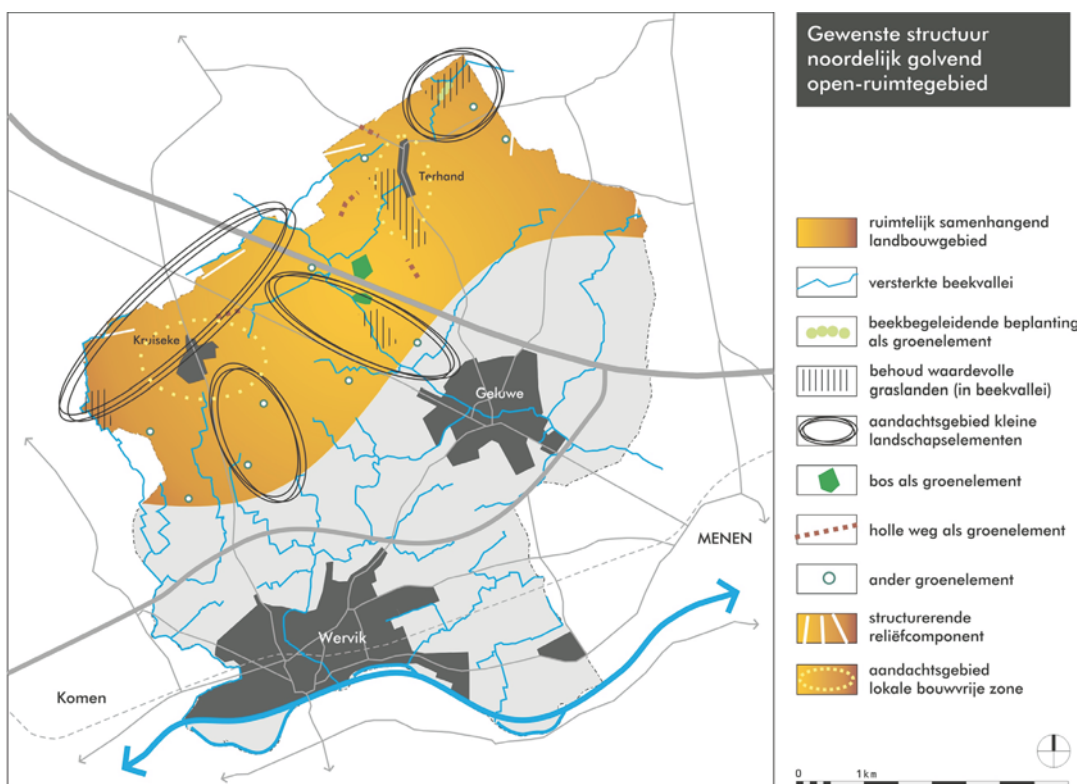 Gewenste structuur
noordelijk golvend
open-ruimtegebied
Terhand
Kruiseke
Geluwe
MENEN
Wervik
Komen
ruimtelijk samenhangend
landbouwgebied
versterkte beekvallei
beekbegeleidende beplanting
als groenelement
behoud waardevolle
graslanden (in beekvallei)
aandachtsgebied kleine
landschapselementen
bos als groenelement
holle weg als groenelement
ander groenelement
structurerende
reliëfcomponent
aandachtsgebied
lokale bouwvrije zone
0 1km